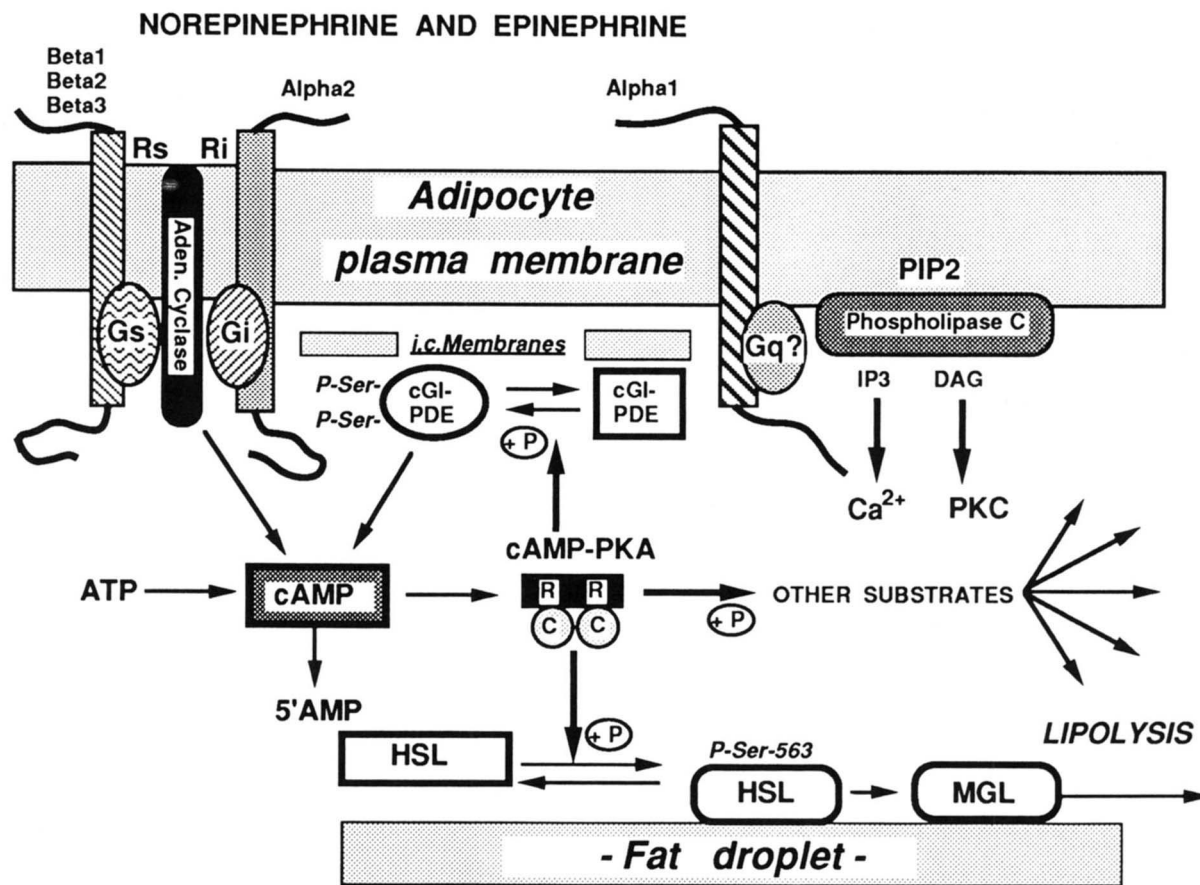 NOREPINEPHRINE AND EPINEPHRINE
Beta1
Beta2
Beta3
Alpha2
Alpha1
Rs
Ri
Adipocyte
plasma membrane
Aden. Cyclase
Gs
Gi
PIP2
Phospholipase C
Gq?
i.c.Membranes
P-Ser-
P-Ser-
cGI-
PDE
cGI-
PDE
+ P
IP3
DAG
Ca²⁺
PKC
cAMP-PKA
ATP
cAMP
R
R
C
C
+ P
OTHER SUBSTRATES
5'AMP
+ P
HSL
P-Ser-563
HSL
MGL
LIPOLYSIS
- Fat droplet -